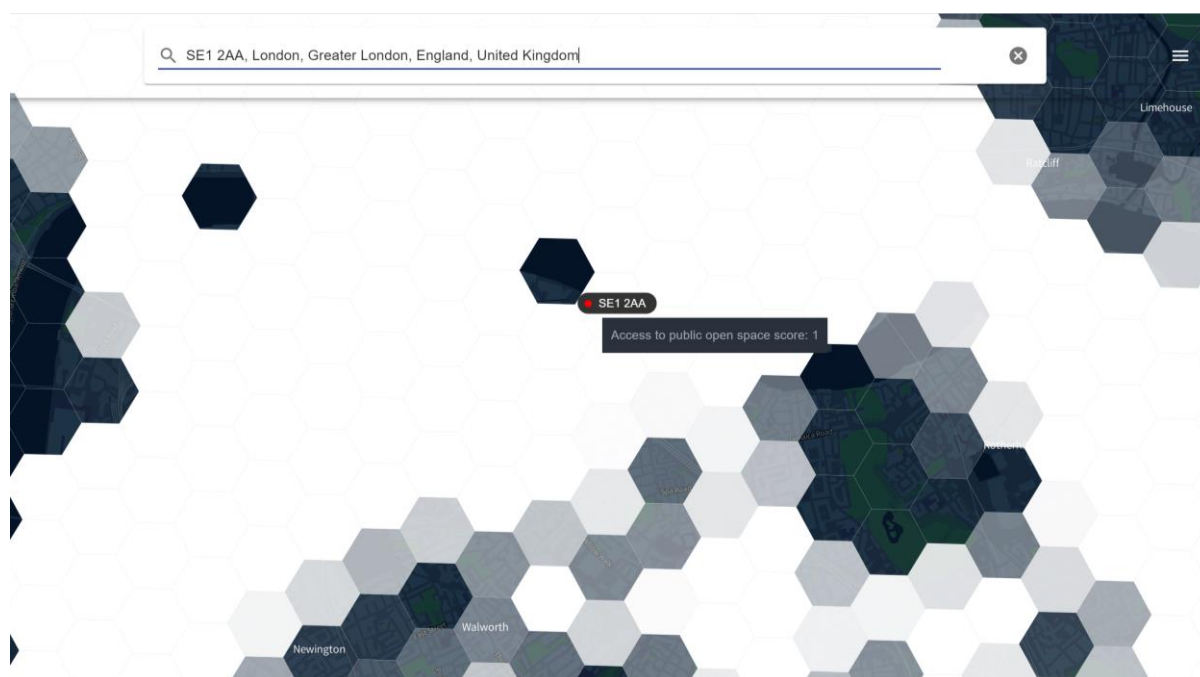 SE1 2AA, London, Greater London, England, United Kingdom
Limehouse
Ratcliff
SE1 2AA
Access to public open space score: 1
Walworth
Newington